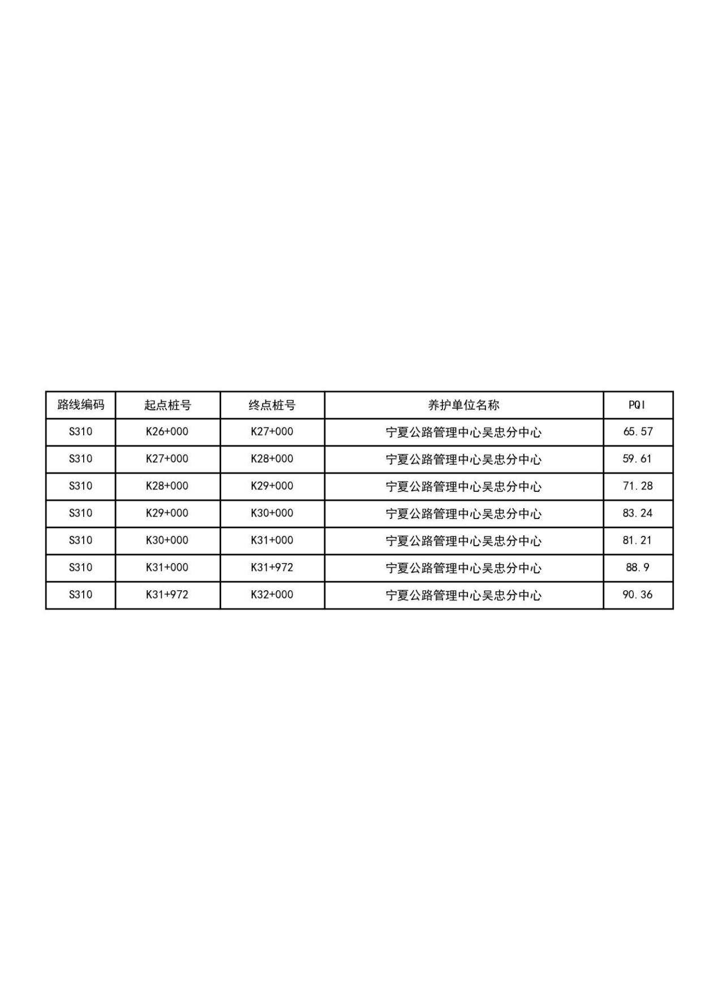 路线编码 起点桩号 终点桩号 养护单位名称 PQI
S310 K26+000 K27+000 宁夏公路管理中心吴忠分中心 65.57
S310 K27+000 K28+000 宁夏公路管理中心吴忠分中心 59.61
S310 K28+000 K29+000 宁夏公路管理中心吴忠分中心 71.28
S310 K29+000 K30+000 宁夏公路管理中心吴忠分中心 83.24
S310 K30+000 K31+000 宁夏公路管理中心吴忠分中心 81.21
S310 K31+000 K31+972 宁夏公路管理中心吴忠分中心 88.9
S310 K31+972 K32+000 宁夏公路管理中心吴忠分中心 90.36